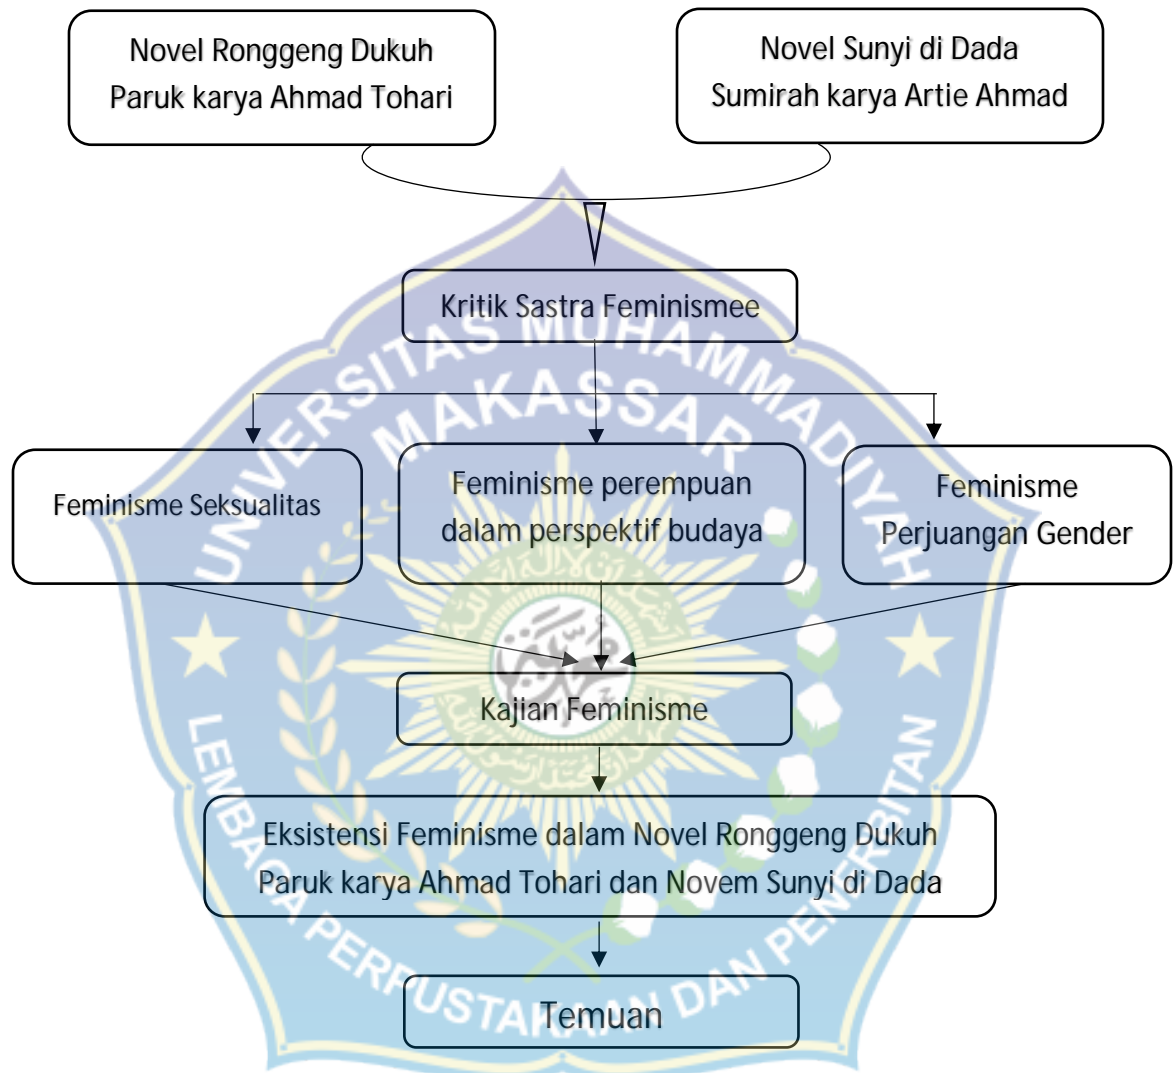 Novel Ronggeng Dukuh
Paruk karya Ahmad Tohari
Novel Sunyi di Dada
Sumirah karya Artie Ahmad
Kritik Sastra Feminismee
UNIVERSITAS MUHAMMADIYAH
MAKASSAR
Feminisme Seksualitas
Feminisme perempuan
dalam perspektif budaya
Feminisme
Perjuangan Gender
Kajian Feminisme
Eksistensi Feminisme dalam Novel Ronggeng Dukuh
Paruk karya Ahmad Tohari dan Novem Sunyi di Dada
LEMBAGA PERPUSTAKAAN DAN PENERBITAN
Temuan